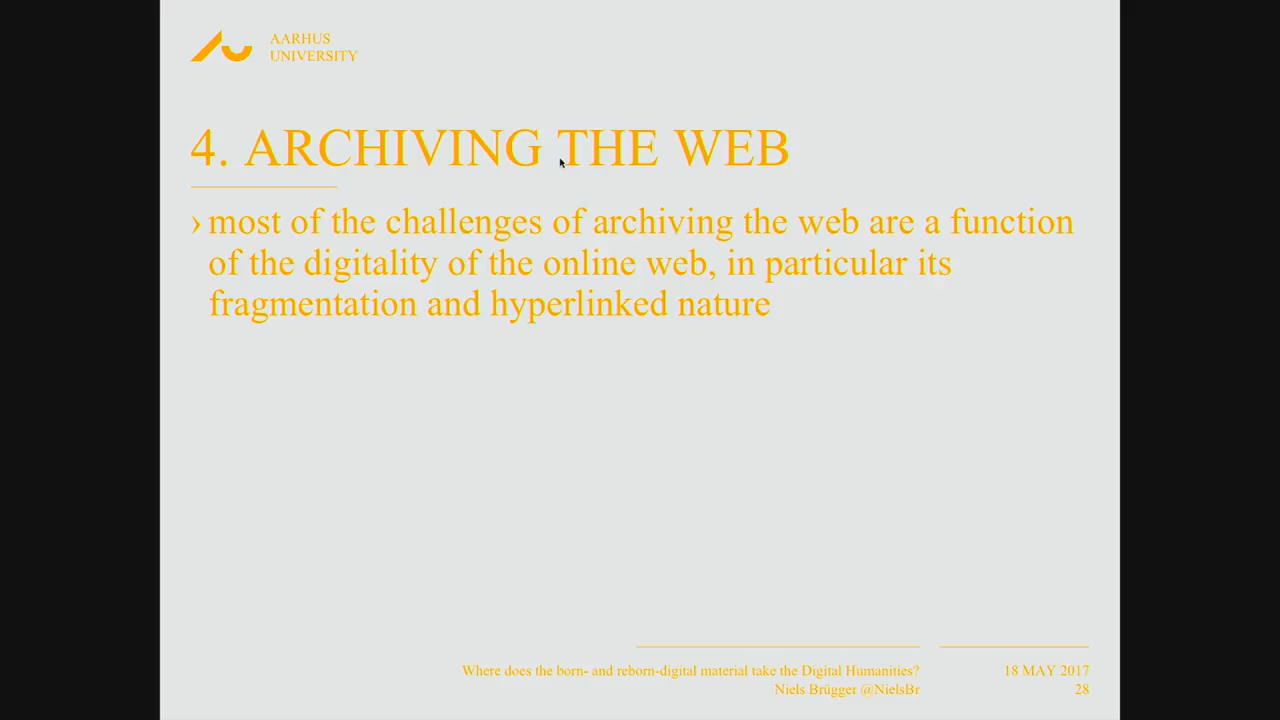 AARHUS
UNIVERSITY
4. ARCHIVING THE WEB
› most of the challenges of archiving the web are a function
of the digitality of the online web, in particular its
fragmentation and hyperlinked nature
Where does the born- and reborn-digital material take the Digital Humanities?
Niels Brügger @NielsBr
18 MAY 2017
28